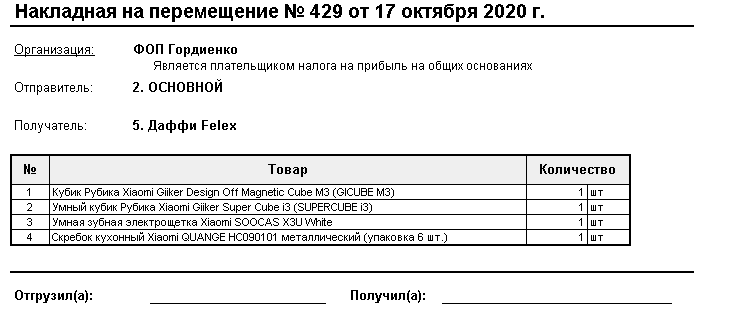 Накладная на перемещение № 429 от 17 октября 2020 г.
Организация: ФОП Гордиенко
Является плательщиком налога на прибыль на общих основаниях
Отправитель: 2. ОСНОВНОЙ
Получатель: 5. Даффи Felex
№ Товар Количество
1 Кубик Рубика Xiaomi Giiker Design Off Magnetic Cube M3 (GICUBE M3) 1 шт
2 Умный кубик Рубика Xiaomi Giiker Super Cube i3 (SUPERCUBE i3) 1 шт
3 Умная зубная электрощетка Xiaomi SOOCAS X3U White 1 шт
4 Скребок кухонный Xiaomi QUANGE HC090101 металлический (упаковка 6 шт.) 1 шт
Отгрузил(а): Получил(а):